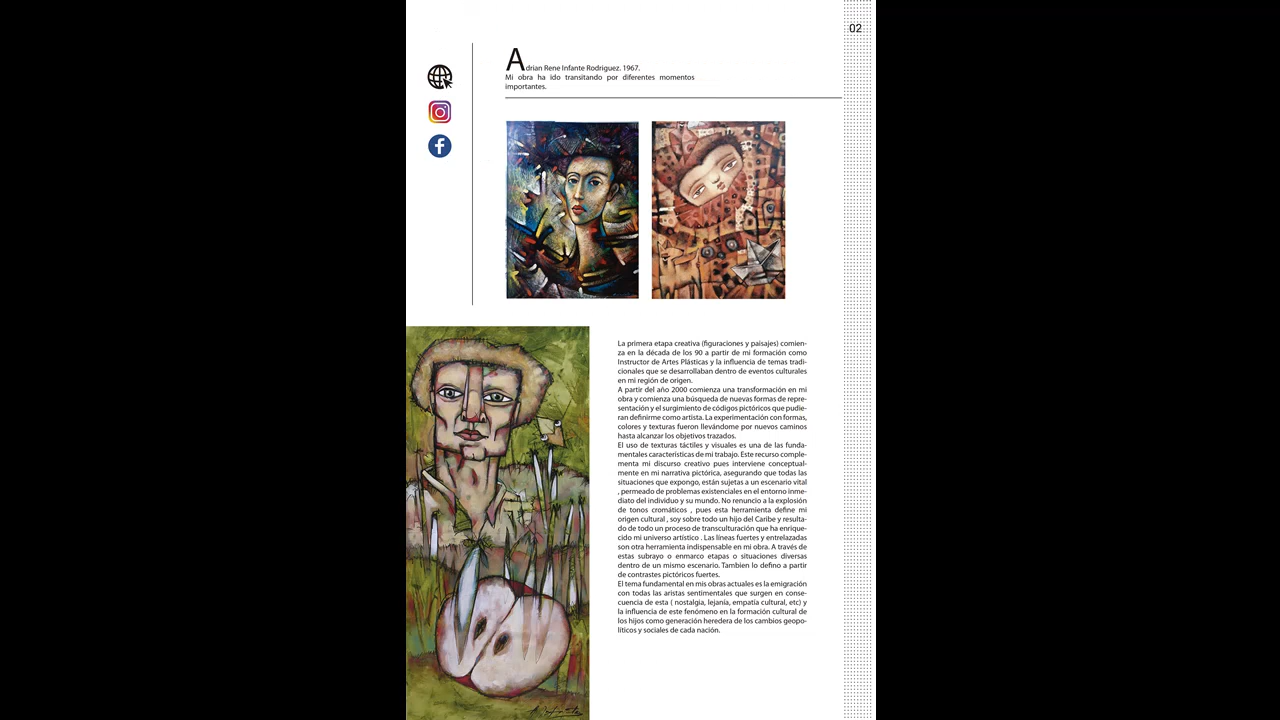 02
Adrian Rene Infante Rodriguez. 1967.
Mi obra ha ido transitando por diferentes momentos
importantes.
La primera etapa creativa (figuraciones y paisajes) comien-
za en la década de los 90 a partir de mi formación como
Instructor de Artes Plásticas y la influencia de temas tradi-
cionales que se desarrollaban dentro de eventos culturales
en mi región de origen.
A partir del año 2000 comienza una transformación en mi
obra y comienza una búsqueda de nuevas formas de repre-
sentación y el surgimiento de códigos pictóricos que pudie-
ran definirme como artista. La experimentación con formas,
colores y texturas fueron llevándome por nuevos caminos
hasta alcanzar los objetivos trazados.
El uso de texturas táctiles y visuales es una de las funda-
mentales características de mi trabajo. Este recurso comple-
menta mi discurso creativo pues interviene conceptual-
mente en mi narrativa pictórica, asegurando que todas las
situaciones que expongo, están sujetas a un escenario vital
, permeado de problemas existenciales en el entorno inme-
diato del individuo y su mundo. No renuncio a la explosión
de tonos cromáticos , pues esta herramienta define mi
origen cultural , soy sobre todo un hijo del Caribe y resulta-
do de todo un proceso de transculturación que ha enrique-
cido mi universo artístico . Las líneas fuertes y entrelazadas
son otra herramienta indispensable en mi obra. A través de
estas subrayo o enmarco etapas o situaciones diversas
dentro de un mismo escenario. Tambien lo defino a partir
de contrastes pictóricos fuertes.
El tema fundamental en mis obras actuales es la emigración
con todas las aristas sentimentales que surgen en conse-
cuencia de esta ( nostalgia, lejanía, empatía cultural, etc) y
la influencia de este fenómeno en la formación cultural de
los hijos como generación heredera de los cambios geopo-
líticos y sociales de cada nación.